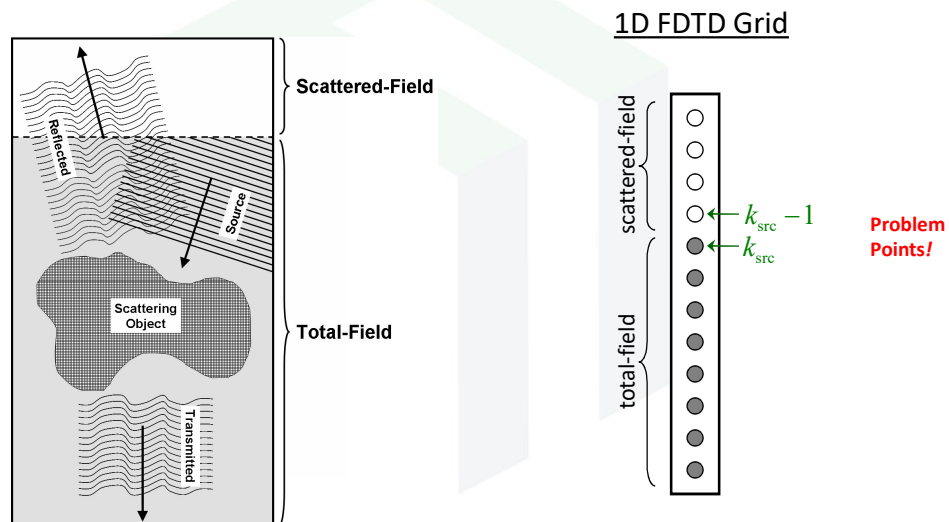 1D FDTD Grid
Scattered-Field
Reflected
Source
Scattering
Object
Total-Field
Transmitted
scattered-field
k_src −1
k_src
total-field
Problem
Points!